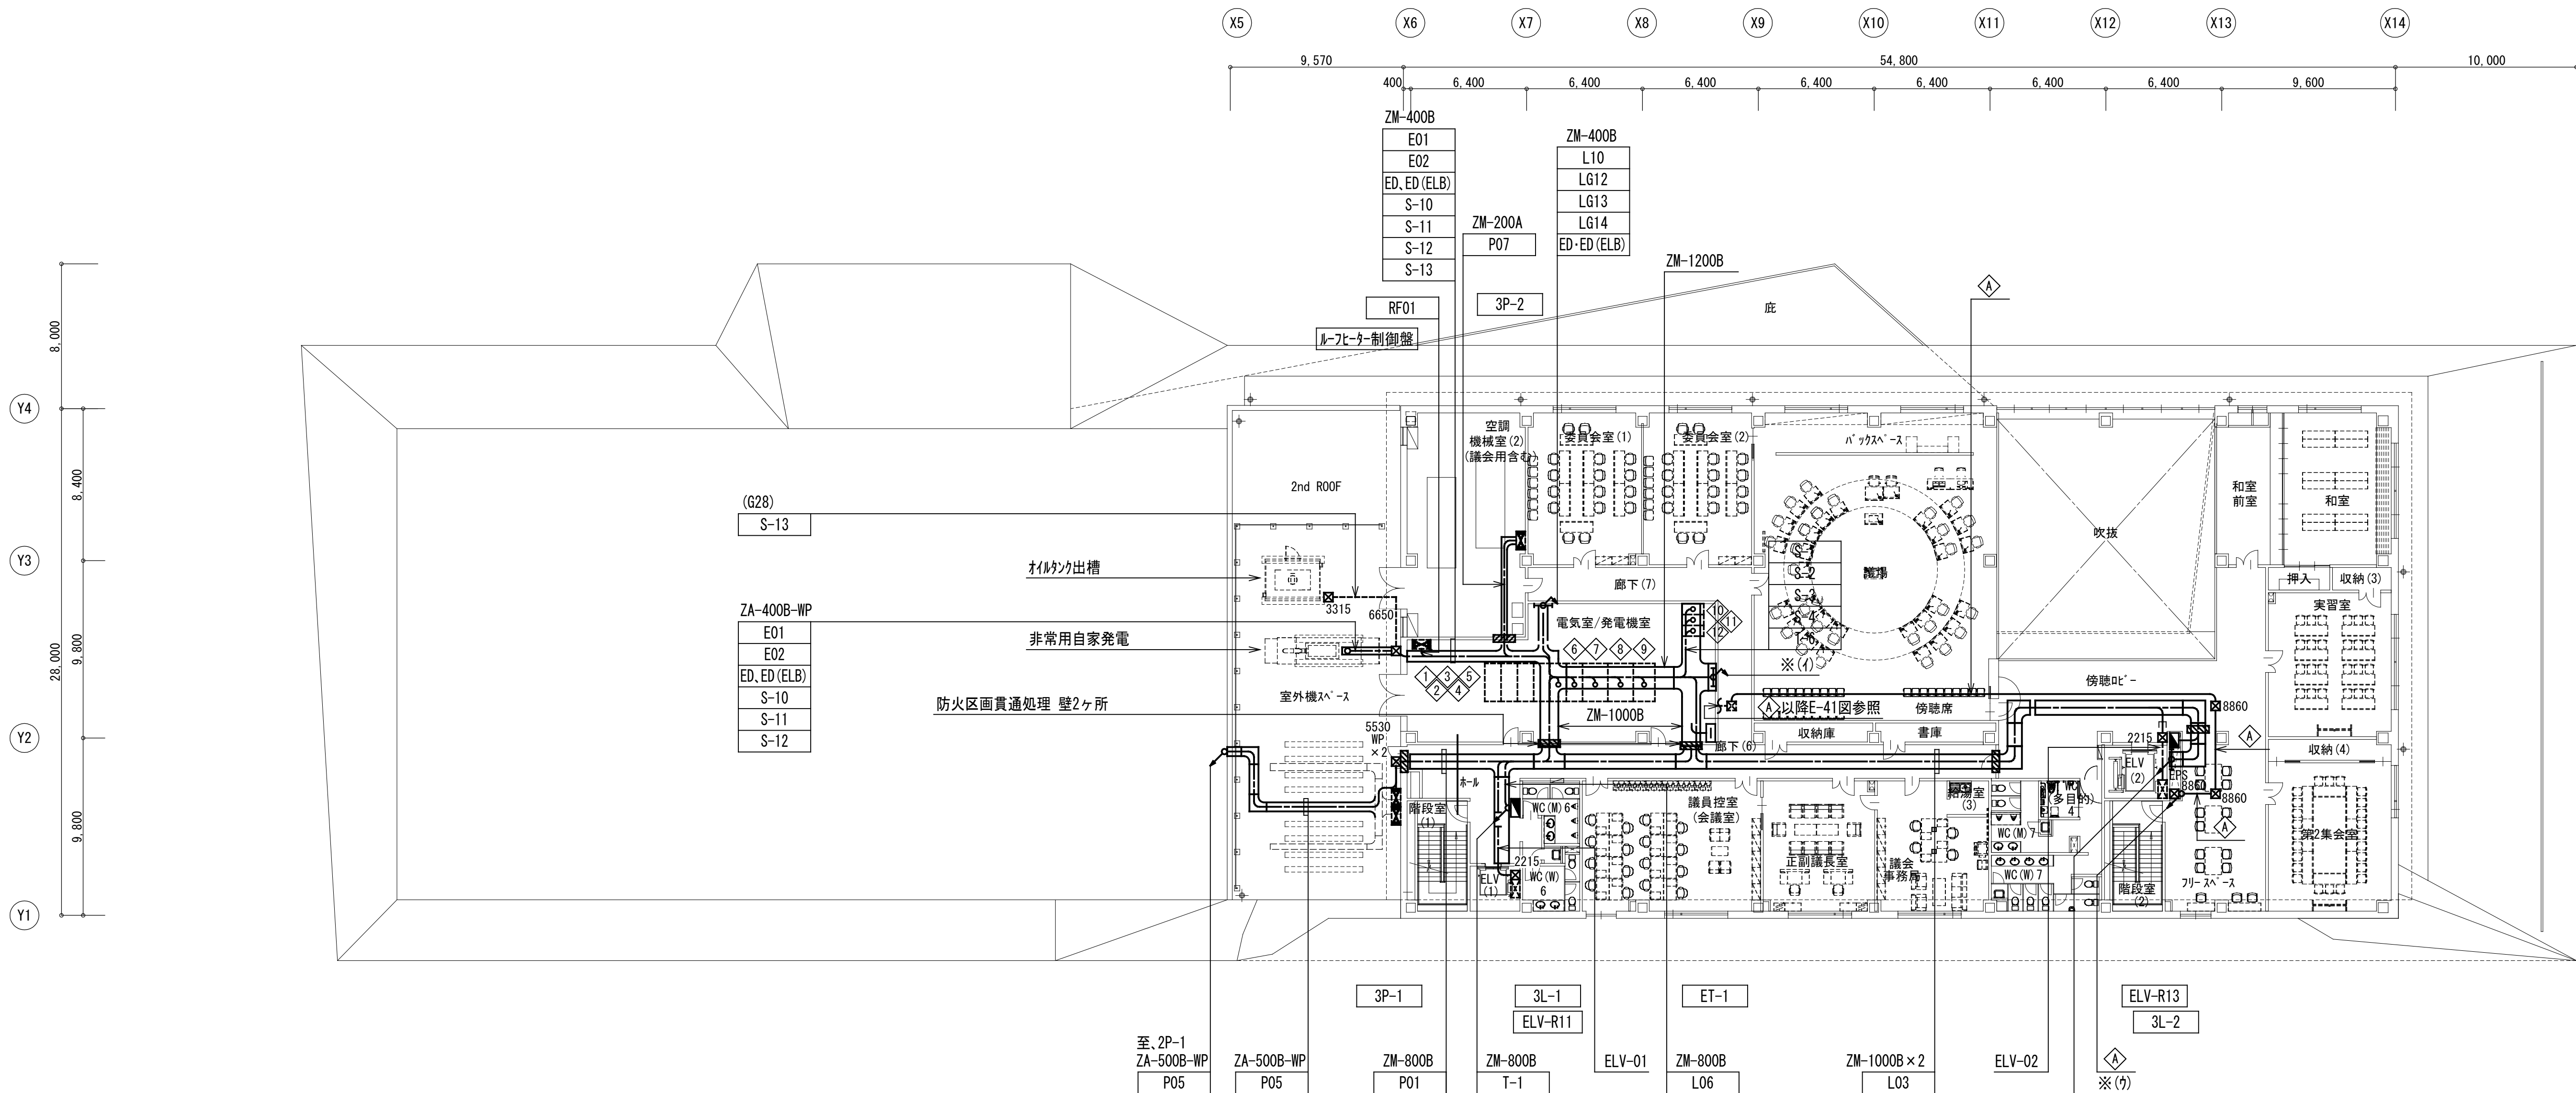 X5
X6
X7
X8
X9
X10
X11
X12
X13
X14
9,570
54,800
10,000
400
6,400
6,400
6,400
6,400
6,400
6,400
6,400
9,600
ZM-400B
E01
E02
ED、ED(ELB)
S-10
S-11
S-12
S-13
ZM-400B
L10
LG12
LG13
LG14
ED・ED(ELB)
ZM-200A
P07
ZM-1200B
A
RF01
3P-2
ルーフヒーター制御盤
庇
8,000
Y4
8,400
Y3
9,800
28,000
Y2
9,800
Y1
空調
機械室(2)
(議会用含む)
委員会室(1)
委員会室(2)
バックスペース
2nd ROOF
和室
前室
和室
吹抜
(G28)
S-13
オイルタンク出槽
3315
6650
廊下(7)
議場
S-2
S-3
押入
収納(3)
実習室
ZA-400B-WP
E01
E02
ED、ED(ELB)
S-10
S-11
S-12
非常用自家発電
電気室/発電機室
6
7
8
9
10
11
12
1
3
5
2
4
※(イ)
室外機スペース
防火区画貫通処理 壁2ヶ所
ZM-1000B
A以降E-41図参照
傍聴席
傍聴ロビー
8860
収納庫
書庫
廊下(6)
5530
WP
×2
2215
A
収納(4)
ホール
ELV
(2)
EPS
8860
8860
A
階段室
(1)
WC(M)6
議員控室
(会議室)
給湯室
(3)
WC
(多目的)
4
WC(M)7
第2集会室
2215
ELV
(1)
WC(W)
6
正副議長室
議会
事務局
WC(W)7
階段室
(2)
フリースペース
3P-1
3L-1
ELV-R11
ET-1
ELV-R13
3L-2
至、2P-1
ZA-500B-WP
P05
ZA-500B-WP
P05
ZM-800B
P01
ZM-800B
T-1
ELV-01
ZM-800B
L06
ZM-1000B×2
L03
ELV-02
A
※(ウ)